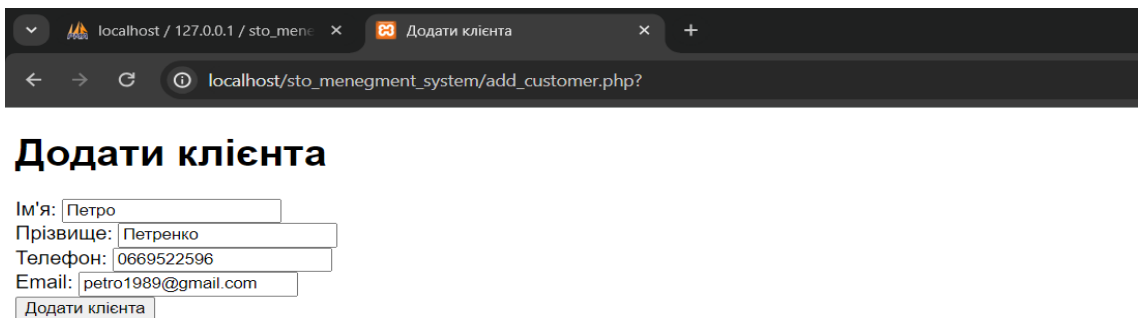 localhost / 127.0.0.1 / sto_mene
Додати клієнта
localhost/sto_menegment_system/add_customer.php?
Додати клієнта
Ім'я: Петро
Прізвище: Петренко
Телефон: 0669522596
Email: petro1989@gmail.com
Додати клієнта